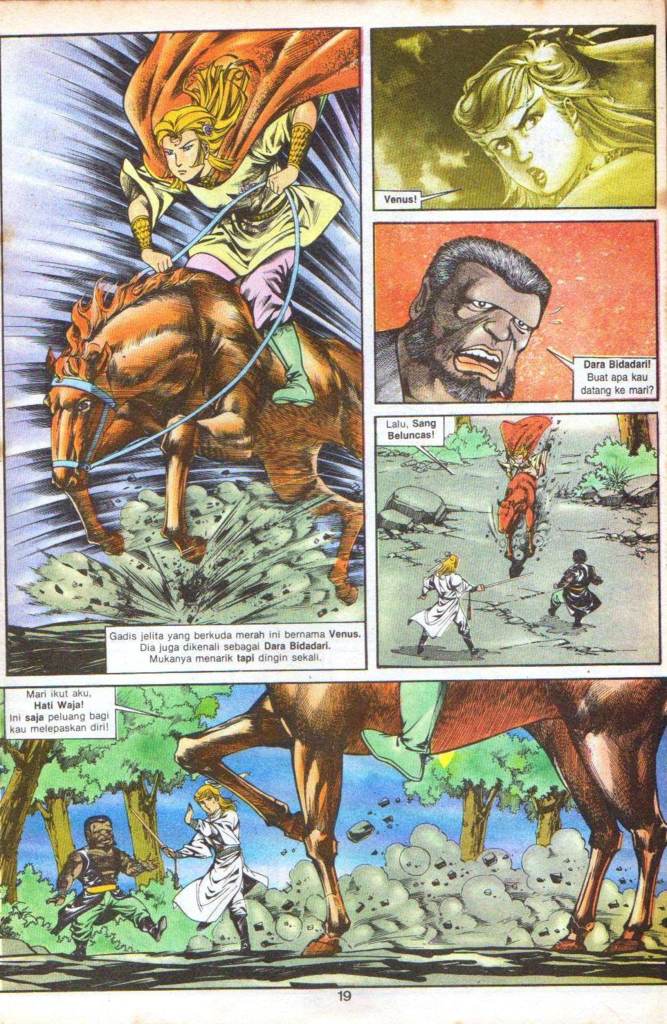 Gadis jelita yang berkuda merah ini bernama Venus.
Dia juga dikenali sebagai Dara Bidadari.
Mukanya menarik tapi dingin sekali.
Venus!
Dara Bidadari!
Buat apa kau
datang ke mari?
Lalu, Sang
Beluncas!
Mari ikut aku,
Hati Waja!
Ini saja peluang bagi
kau melepaskan diri!
19